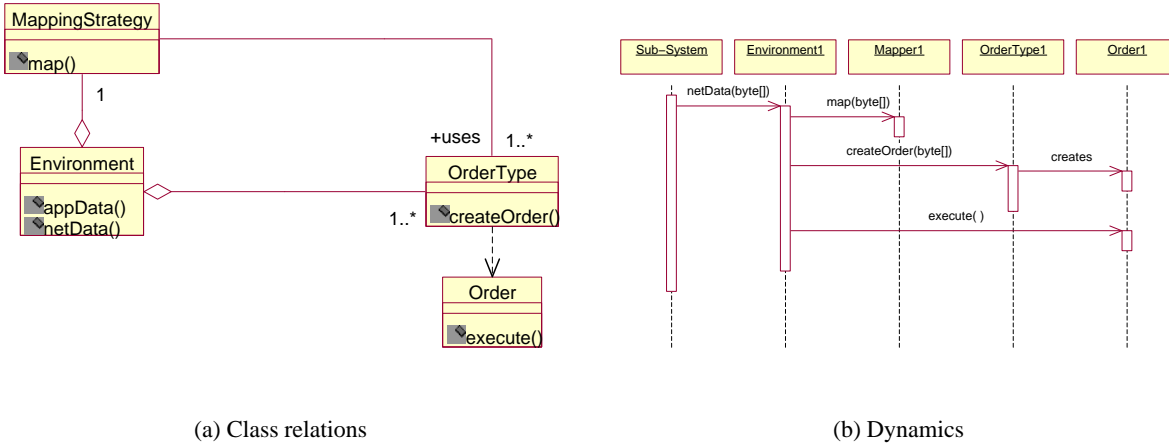 MappingStrategy
map()
1
+uses
1..*
Environment
appData()
netData()
1..*
OrderType
createOrder()
Order
execute()
(a) Class relations
Sub−System
Environment1
Mapper1
OrderType1
Order1
netData(byte[])
map(byte[])
createOrder(byte[])
creates
execute( )
(b) Dynamics